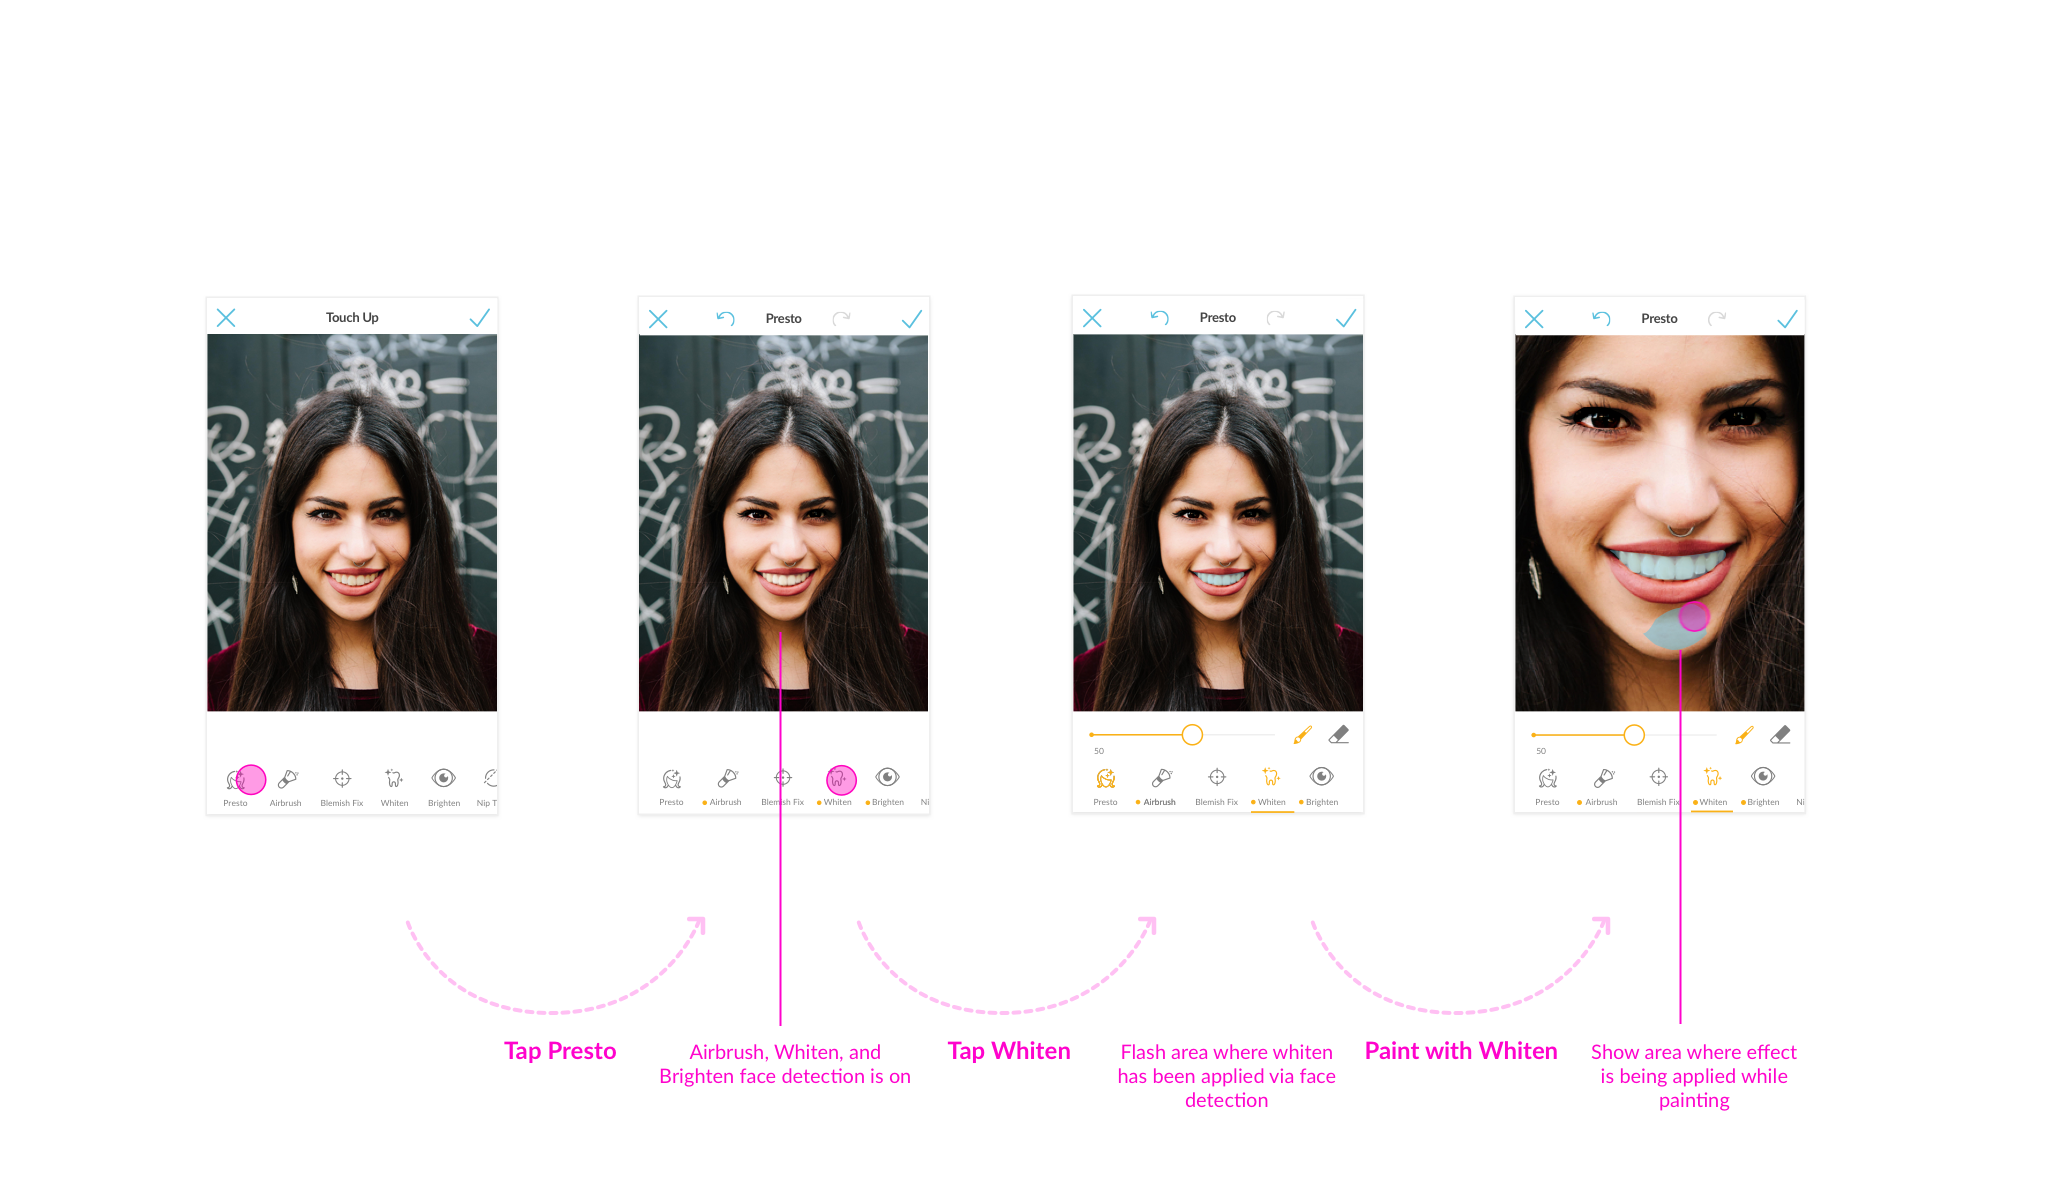 Touch Up
Presto
Airbrush
Blemish Fix
Whiten
Brighten
Nip T
Presto
Presto
Airbrush
Blemish Fix
Whiten
Brighten
Ni
Presto
50
Presto
Airbrush
Blemish Fix
Whiten
Brighten
Presto
50
Presto
Airbrush
Blemish Fix
Whiten
Brighten
Ni
Tap Presto
Airbrush, Whiten, and
Brighten face detection is on
Tap Whiten
Flash area where whiten
has been applied via face
detection
Paint with Whiten
Show area where effect
is being applied while
painting